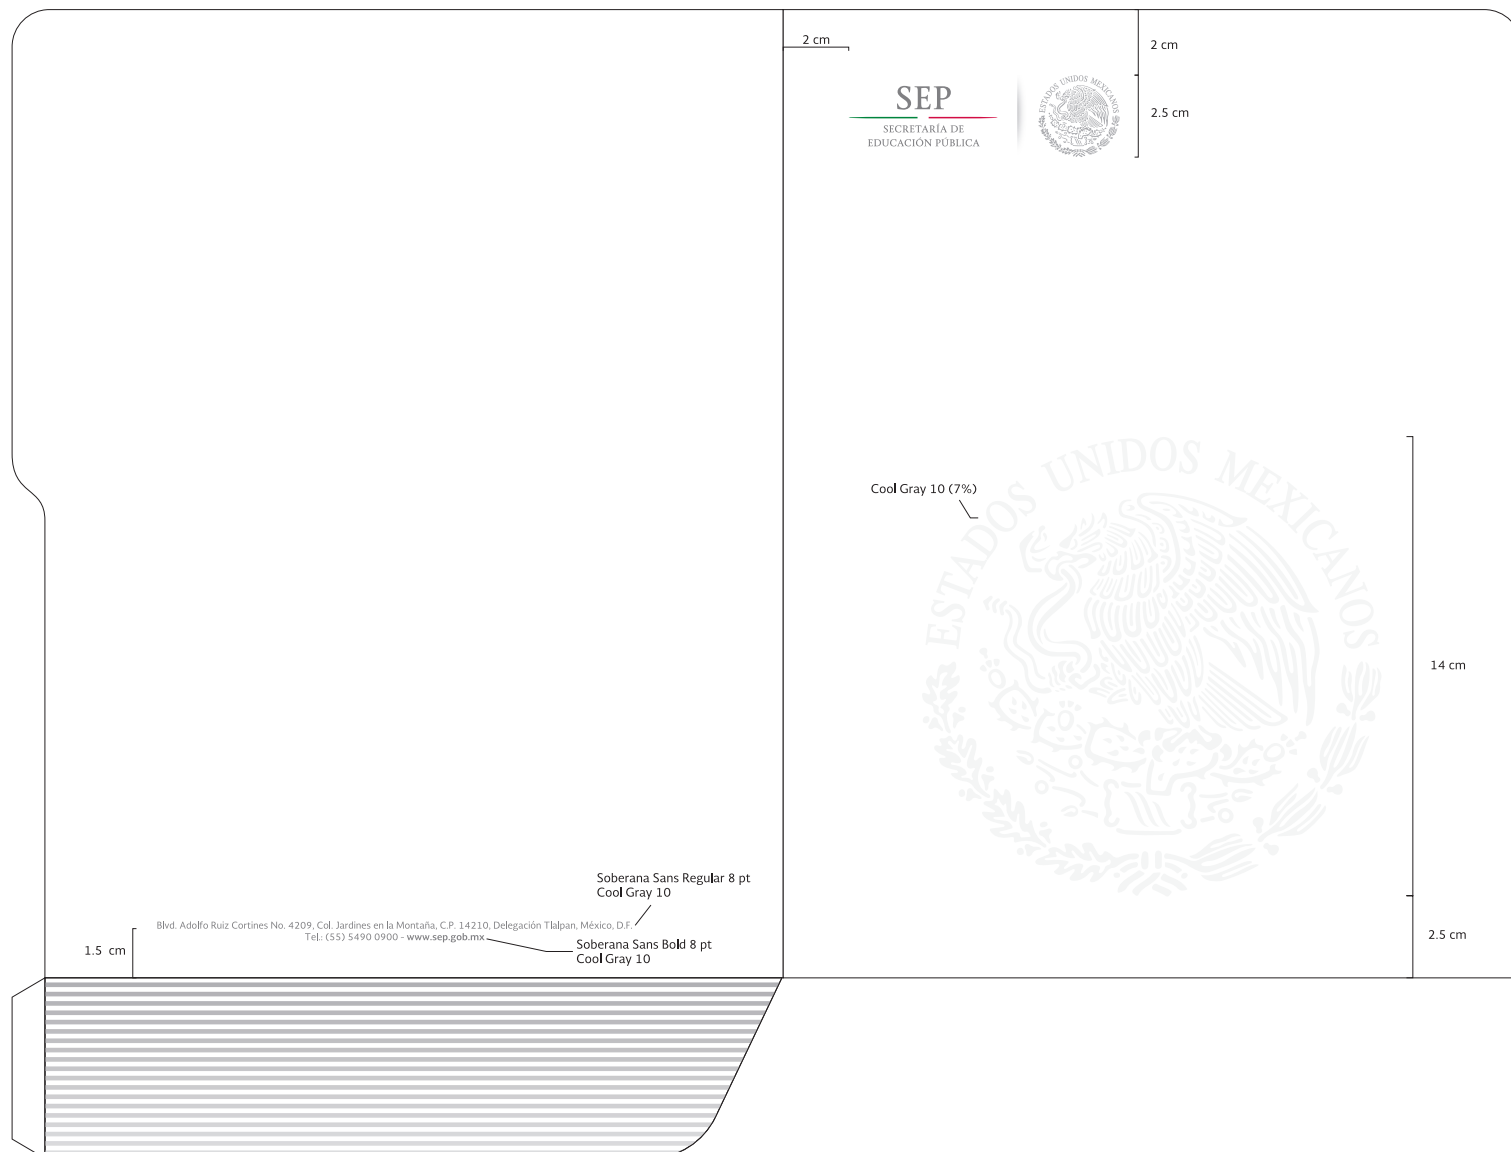 2 cm
2 cm
SEP
SECRETARÍA DE
EDUCACIÓN PÚBLICA
ESTADOS UNIDOS MEXICANOS
2.5 cm
Cool Gray 10 (7%)
ESTADOS UNIDOS MEXICANOS
14 cm
Soberana Sans Regular 8 pt
Cool Gray 10
Blvd. Adolfo Ruiz Cortines No. 4209, Col. Jardines en la Montaña, C.P. 14210, Delegación Tlalpan, México, D.F.
Tel.: (55) 5490 0900 - www.sep.gob.mx
Soberana Sans Bold 8 pt
Cool Gray 10
1.5 cm
2.5 cm